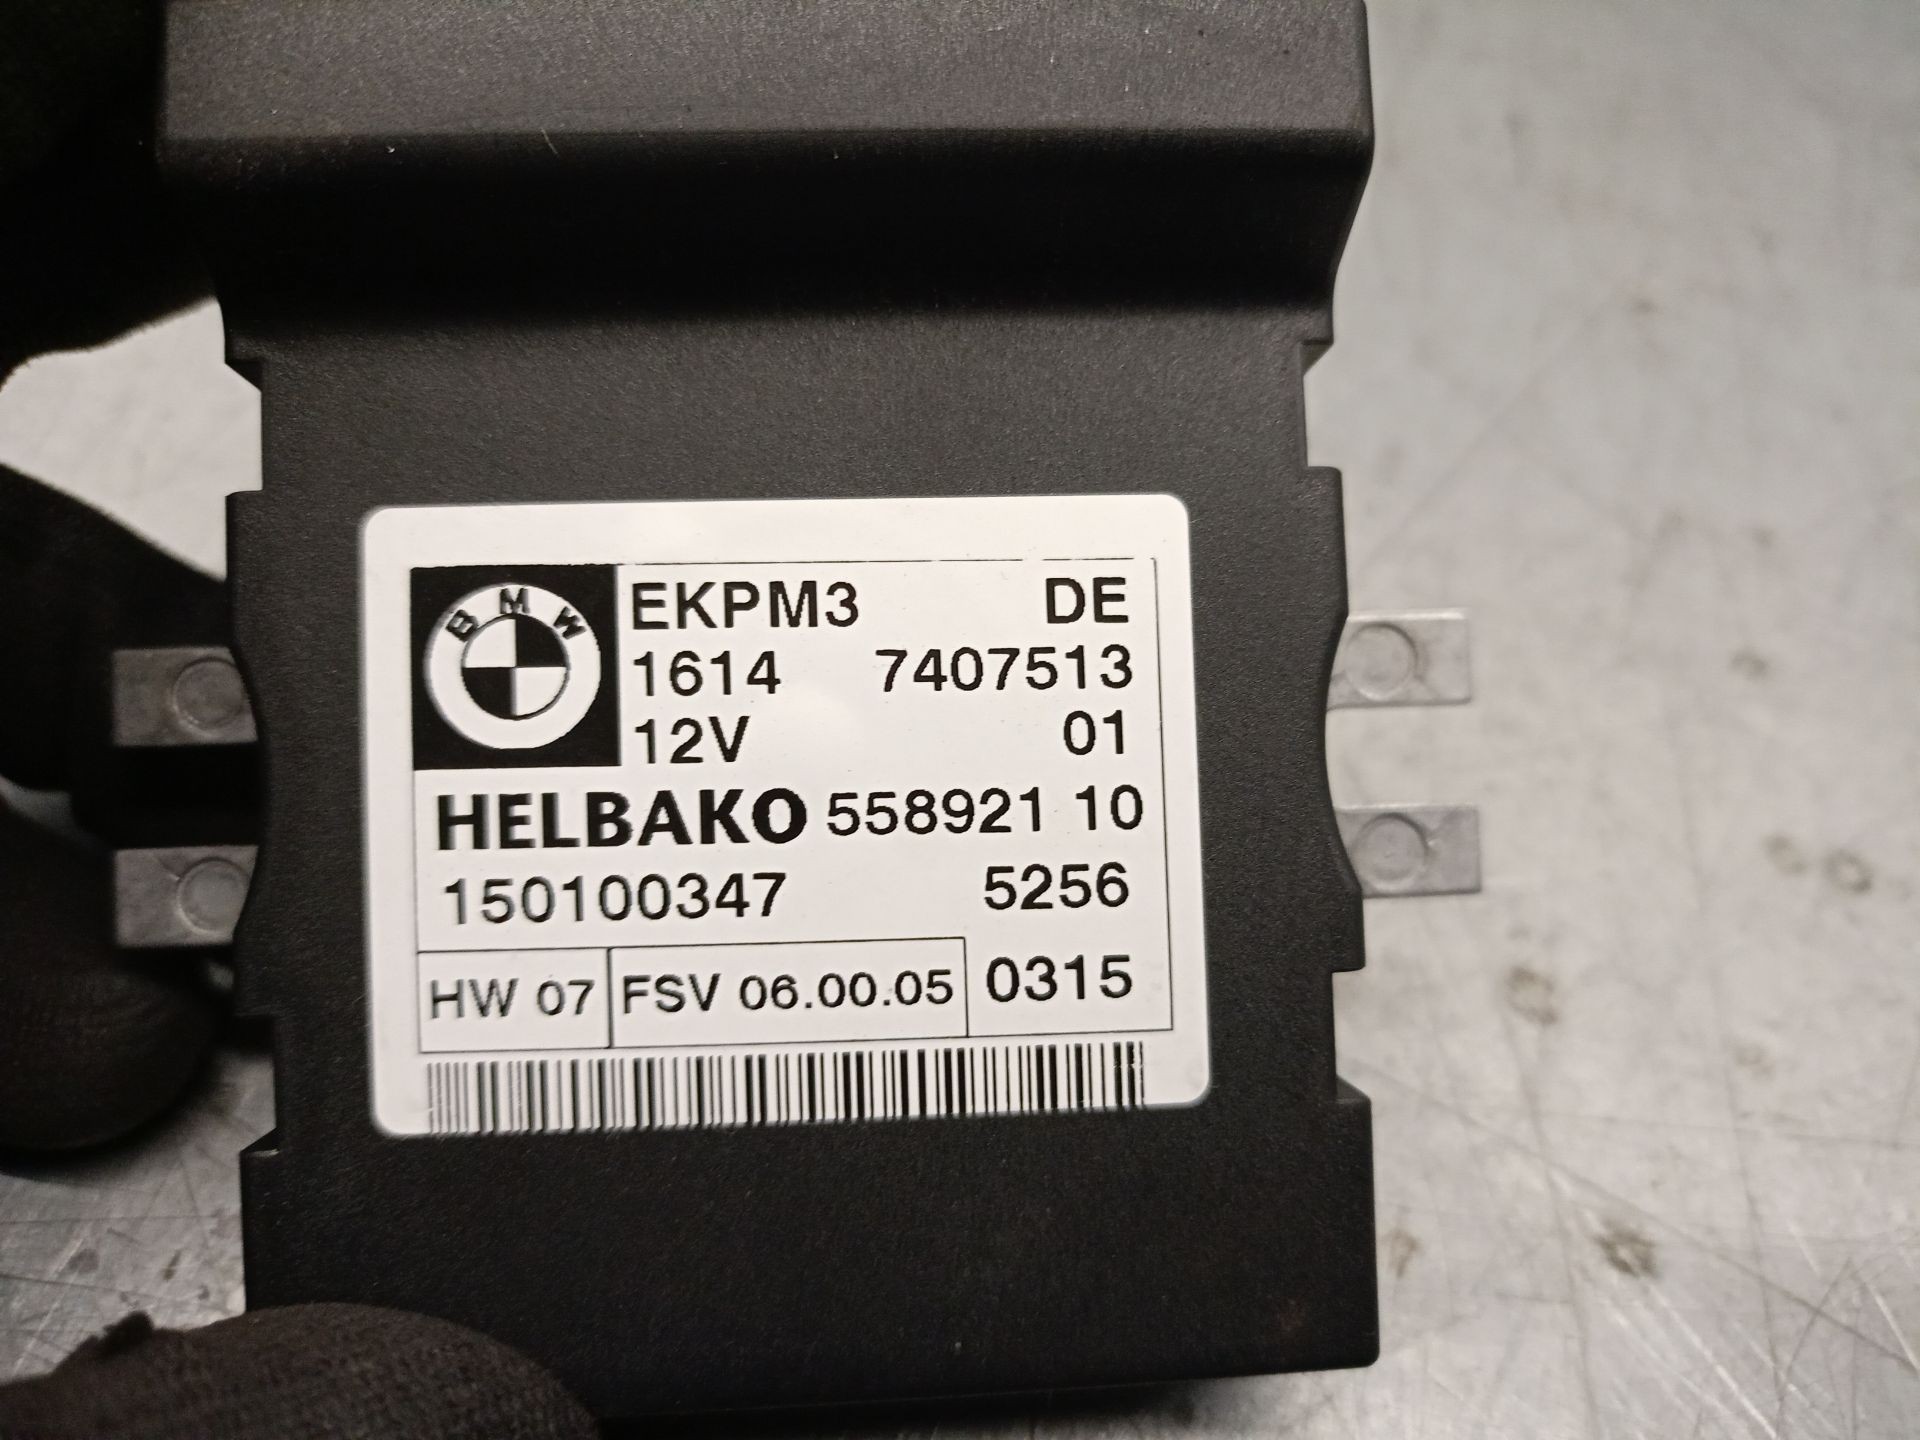 BMW
EKPM3 DE
1614 7407513
12V 01
HELBAKO 558921 10
150100347 5256
HW 07 FSV 06.00.05 0315